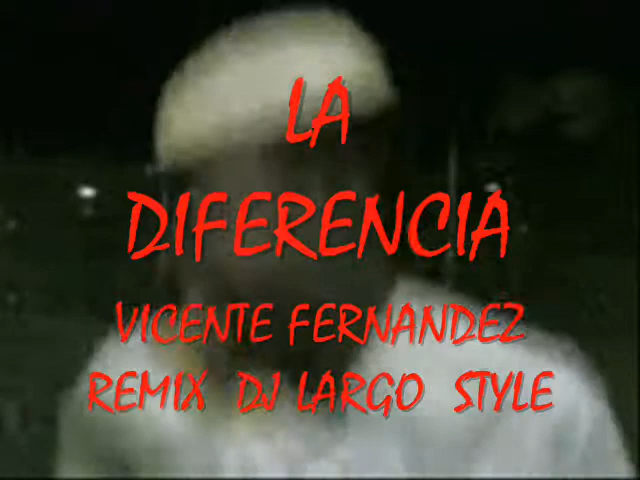 LA
DIFERENCIA
VICENTE FERNANDEZ
REMIX DJ LARGO STYLE